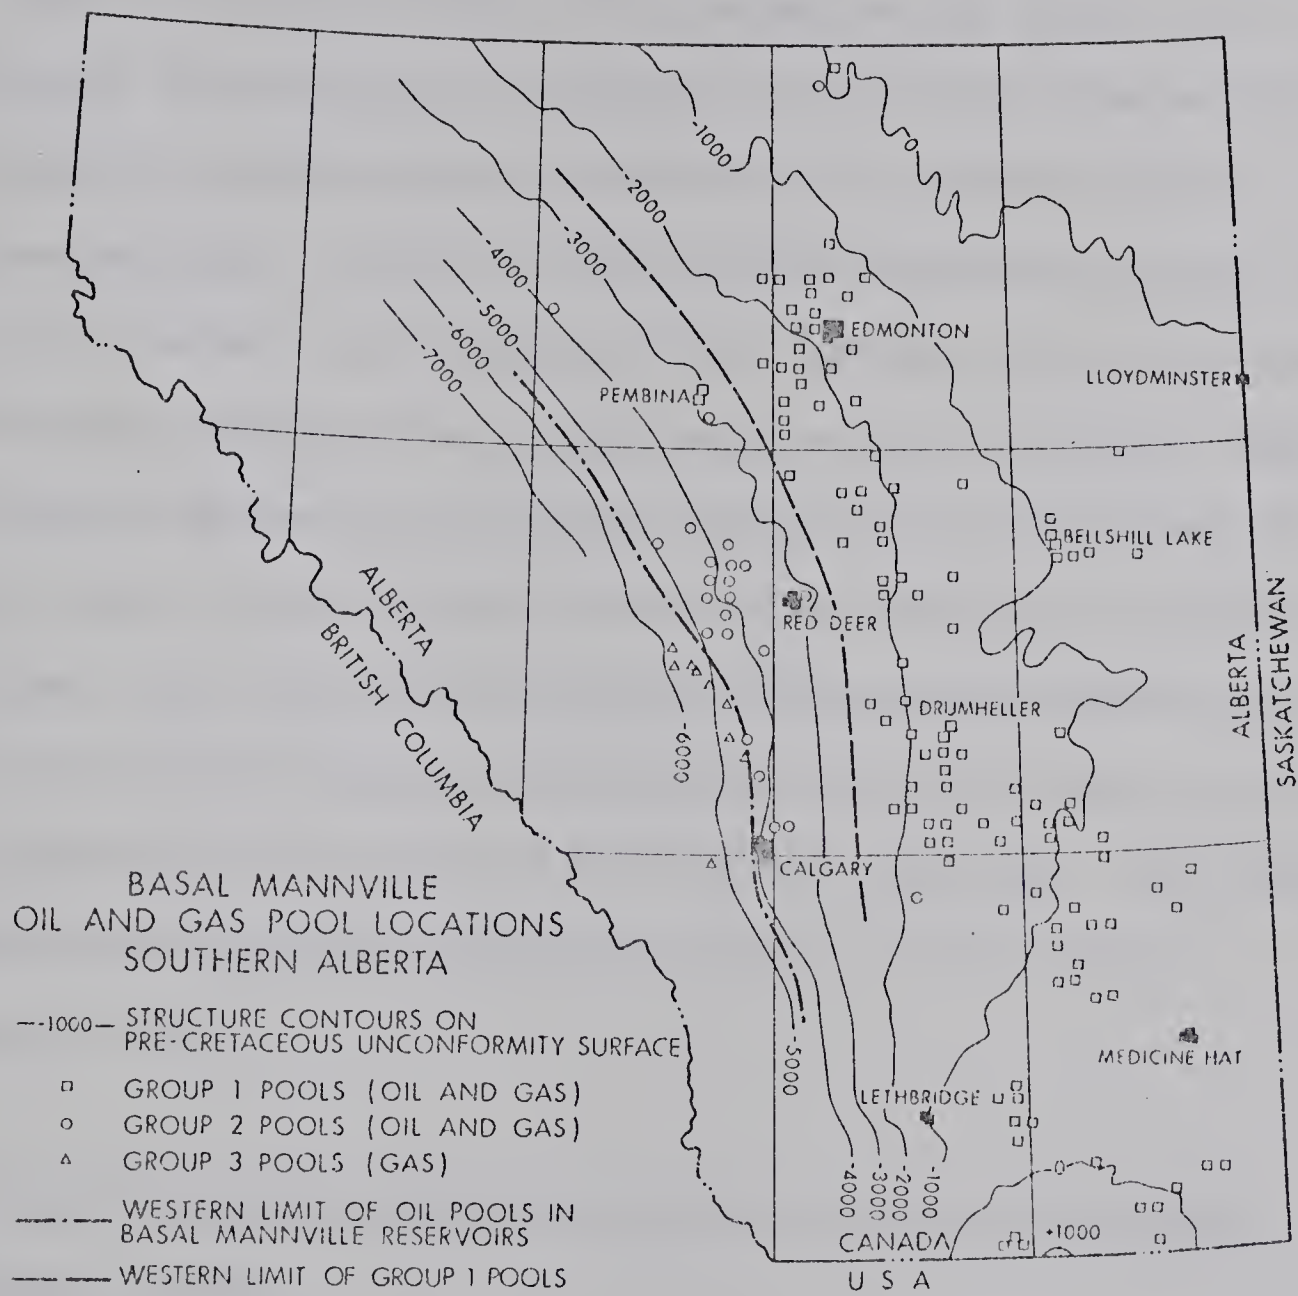 0
-1000
-2000
-3000
-4000
-5000
-6000
-7000
EDMONTON
LLOYDMINSTER
PEMBINA
BELLSHILL LAKE
RED DEER
ALBERTA
BRITISH COLUMBIA
ALBERTA
SASKATCHEWAN
DRUMHELLER
-6000
CALGARY
BASAL MANNVILLE
OIL AND GAS POOL LOCATIONS
SOUTHERN ALBERTA
-1000 STRUCTURE CONTOURS ON
PRE-CRETACEOUS UNCONFORMITY SURFACE
GROUP 1 POOLS (OIL AND GAS)
GROUP 2 POOLS (OIL AND GAS)
GROUP 3 POOLS (GAS)
WESTERN LIMIT OF OIL POOLS IN
BASAL MANNVILLE RESERVOIRS
WESTERN LIMIT OF GROUP 1 POOLS
MEDICINE HAT
-5000
LETHBRIDGE
0
-4000
-3000
-2000
-1000
+1000
CANADA
USA